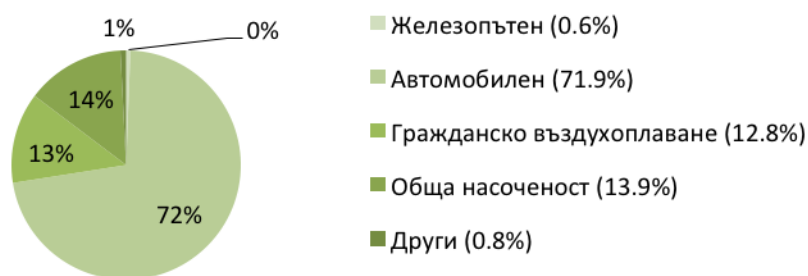 1%
0%
14%
13%
72%
Железопътен (0.6%)
Автомобилен (71.9%)
Гражданско въздухоплаване (12.8%)
Обща насоченост (13.9%)
Други (0.8%)